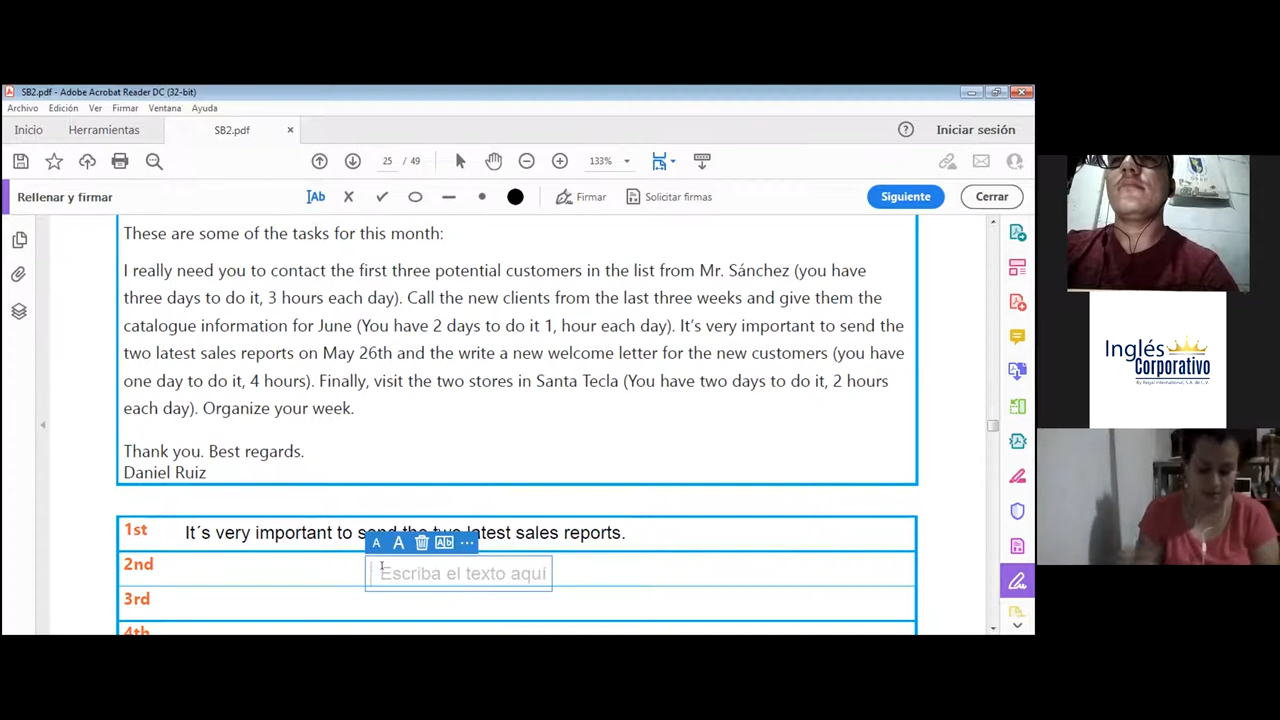 SB2.pdf - Adobe Acrobat Reader DC (32-bit)
Archivo Edición Ver Firmar Ventana Ayuda
Inicio Herramientas SB2.pdf × Iniciar sesión
25 / 49 133%
Rellenar y firmar Ab Firmar Solicitar firmas Siguiente Cerrar
These are some of the tasks for this month:
I really need you to contact the first three potential customers in the list from Mr. Sánchez (you have
three days to do it, 3 hours each day). Call the new clients from the last three weeks and give them the
catalogue information for June (You have 2 days to do it 1, hour each day). It's very important to send the
two latest sales reports on May 26th and the write a new welcome letter for the new customers (you have
one day to do it, 4 hours). Finally, visit the two stores in Santa Tecla (You have two days to do it, 2 hours
each day). Organize your week.
Thank you. Best regards.
Daniel Ruiz
1st It´s very important to send the two latest sales reports.
A A Ab ...
2nd Escriba el texto aquí
3rd
4th
Inglés
Corporativo
By Regal International, S.A. de C.V.